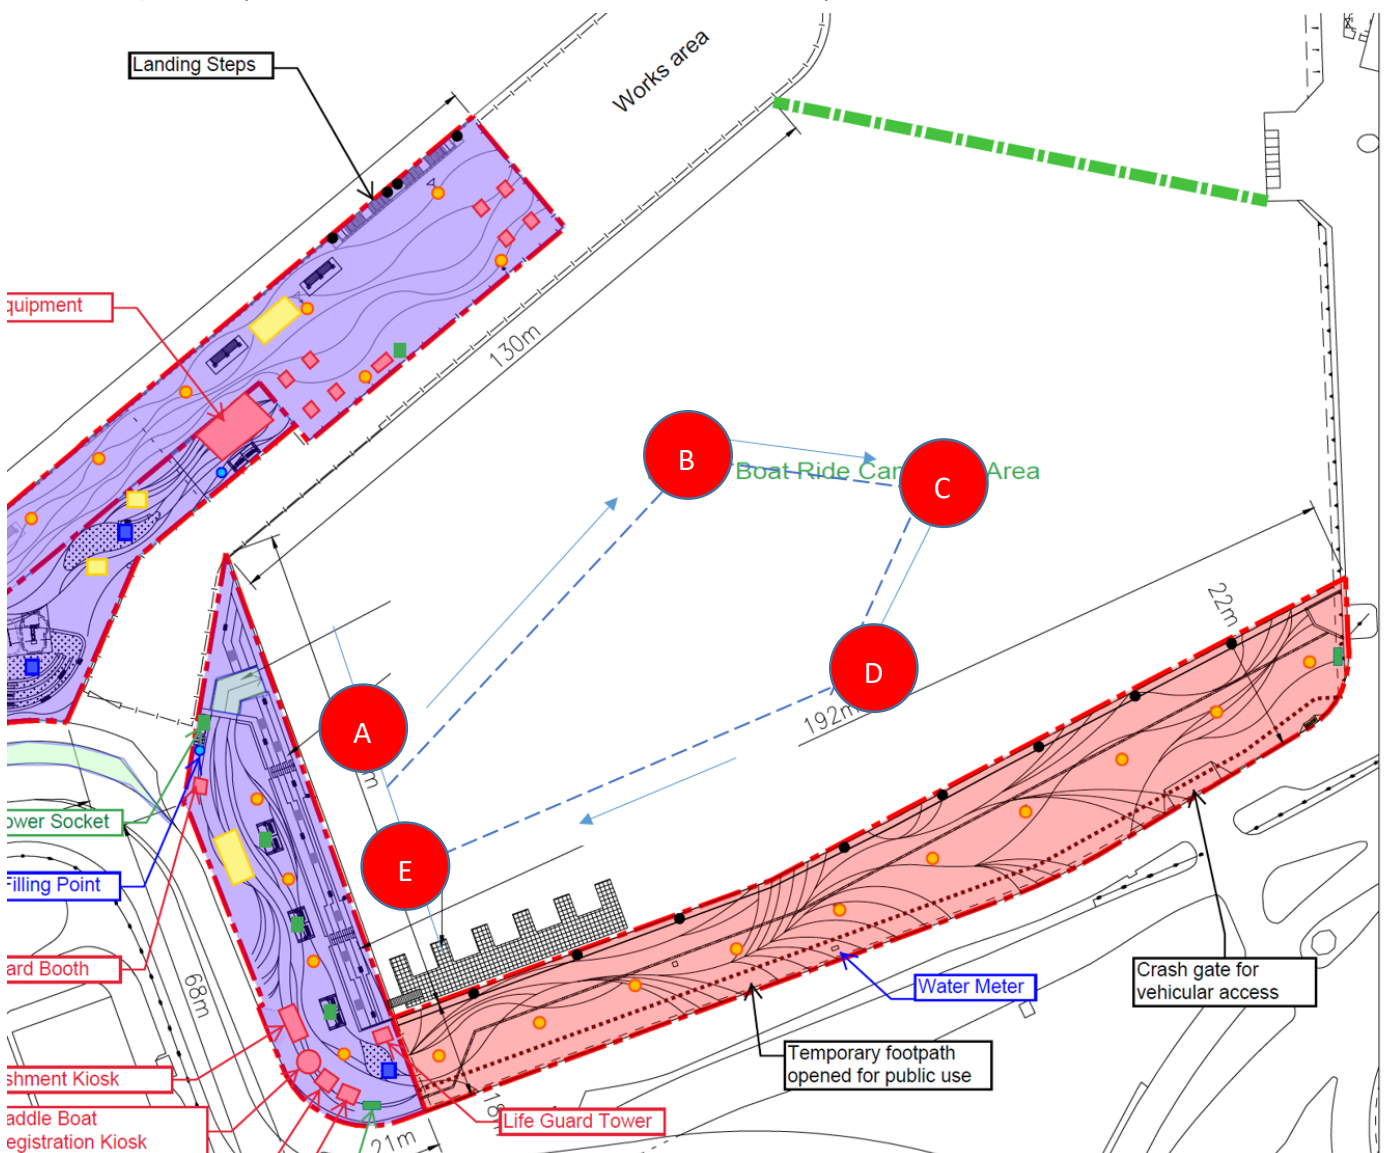 Landing Steps
Works area
quipment
130m
B
Boat Ride Car
Area
C
22m
192m
D
A
m
E
ower Socket
Filling Point
ard Booth
68m
Water Meter
Crash gate for
vehicular access
Temporary footpath
opened for public use
shment Kiosk
addle Boat
egistration Kiosk
Life Guard Tower
18
21m